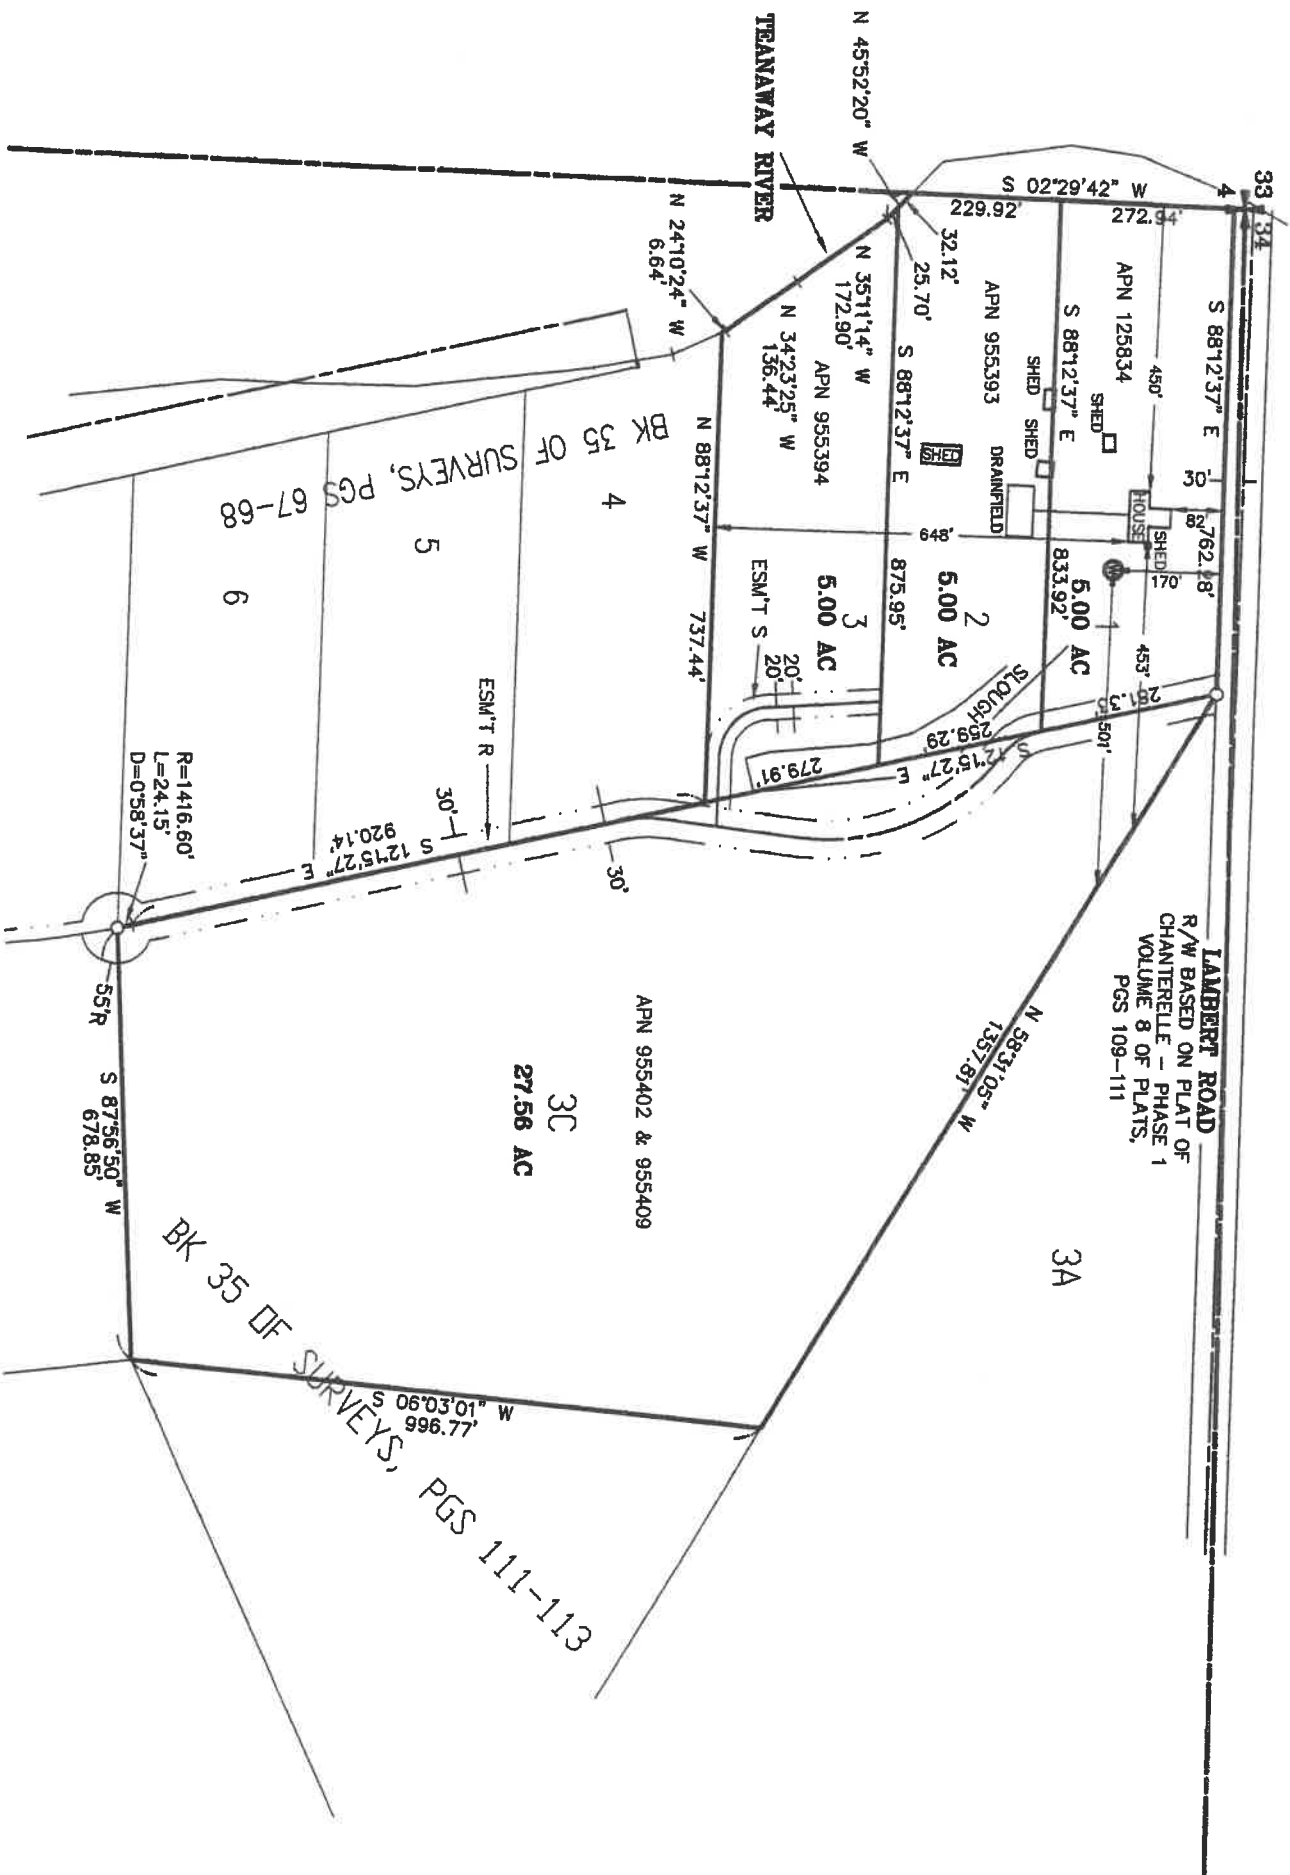 33
34
4
LAMBERT ROAD
R/W BASED ON PLAT OF
CHANTERELLE - PHASE 1
VOLUME 8 OF PLATS,
PGS 109-111
S 88°12'37" E
762.28'
30'
82'
170'
APN 125834
450'
SHED
HOUSE
SHED
W
1
5.00 AC
453'
501'
281.35'
S 02°29'42" W
272.94'
229.92'
S 88°12'37" E
833.92'
SHED
SHED
DRAINFIELD
APN 955393
2
5.00 AC
SLOUGH
259.29'
S 12°15'27" E
279.91'
N 45°52'20" W
32.12'
25.70'
TEANAWAY RIVER
S 88°12'37" E
875.95'
648'
N 35°11'14" W
172.90'
APN 955394
N 34°23'25" W
136.44'
3
5.00 AC
20'
20'
ESM'T S
N 24°10'24" W
6.64'
N 88°12'37" W
737.44'
BK 35 OF SURVEYS, PGS 67-68
4
5
6
ESM'T R
30'
30'
S 12°15'27" E
920.14'
R=1416.60'
L=24.15'
D=0°58'37"
55'R
S 87°56'50" W
678.85'
3A
N 58°31'05" W
1357.81'
APN 955402 & 955409
3C
27.56 AC
S 06°03'01" W
996.77'
BK 35 OF SURVEYS, PGS 111-113